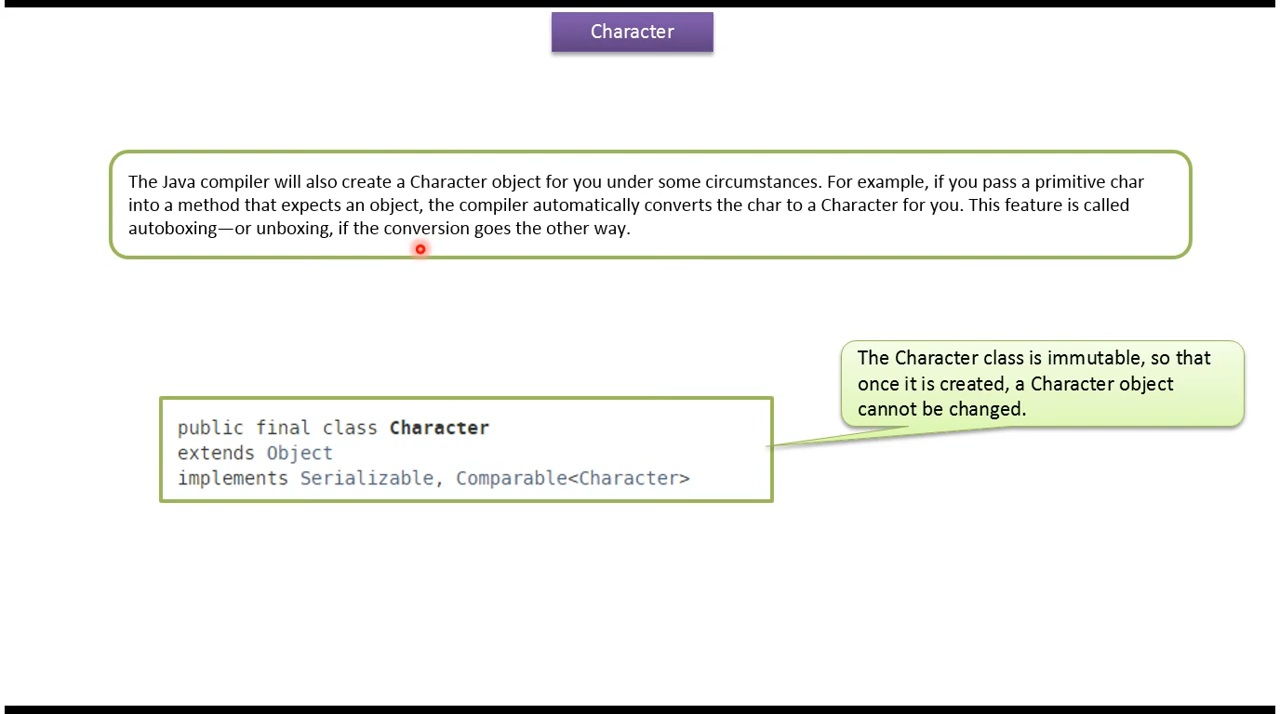 Character
The Java compiler will also create a Character object for you under some circumstances. For example, if you pass a primitive char
into a method that expects an object, the compiler automatically converts the char to a Character for you. This feature is called
autoboxing—or unboxing, if the conversion goes the other way.
The Character class is immutable, so that
once it is created, a Character object
cannot be changed.
public final class Character
extends Object
implements Serializable, Comparable<Character>